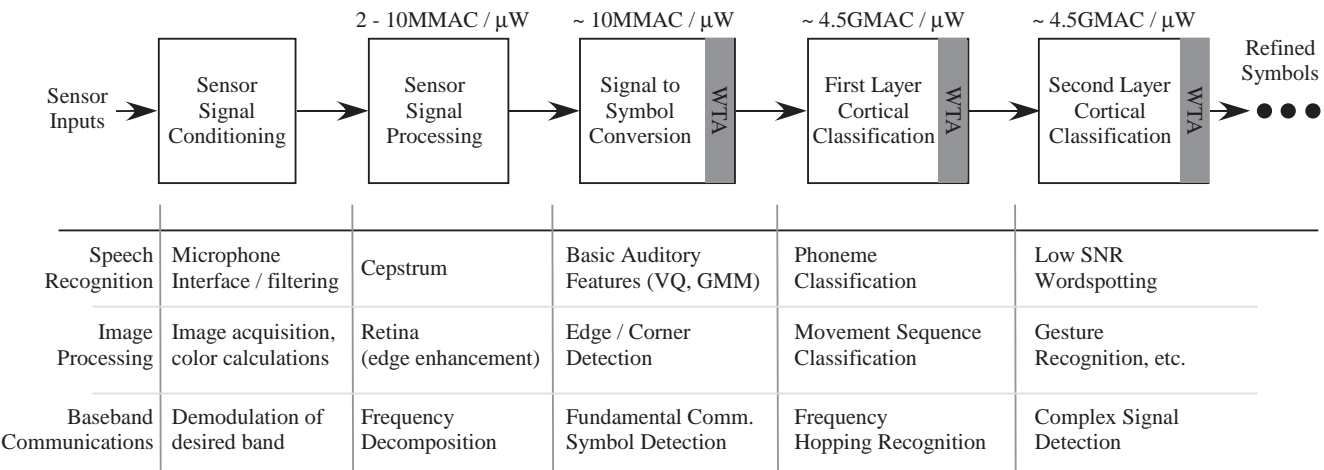 2 - 10MMAC / μW
~ 10MMAC / μW
~ 4.5GMAC / μW
~ 4.5GMAC / μW
Sensor
Inputs
Sensor
Signal
Conditioning
Sensor
Signal
Processing
Signal to
Symbol
Conversion
WTA
First Layer
Cortical
Classification
WTA
Second Layer
Cortical
Classification
WTA
Refined
Symbols
Speech
Recognition
Microphone
Interface / filtering
Cepstrum
Basic Auditory
Features (VQ, GMM)
Phoneme
Classification
Low SNR
Wordspotting
Image
Processing
Image acquisition,
color calculations
Retina
(edge enhancement)
Edge / Corner
Detection
Movement Sequence
Classification
Gesture
Recognition, etc.
Baseband
Communications
Demodulation of
desired band
Frequency
Decomposition
Fundamental Comm.
Symbol Detection
Frequency
Hopping Recognition
Complex Signal
Detection